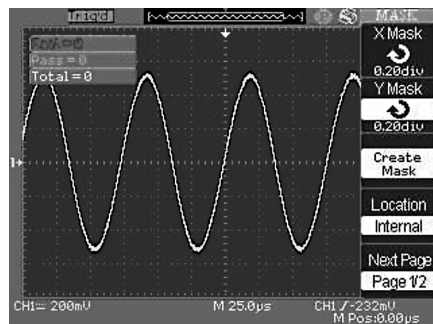 Trig'd
MASK
Fail=0
Pass=0
Total=0
X Mask
0.20div
Y Mask
0.20div
Create
Mask
Location
Internal
Next Page
Page 1/2
1
CH1= 200mV
M 25.0µs
CH1 /-232mV
M Pos:0.00µs